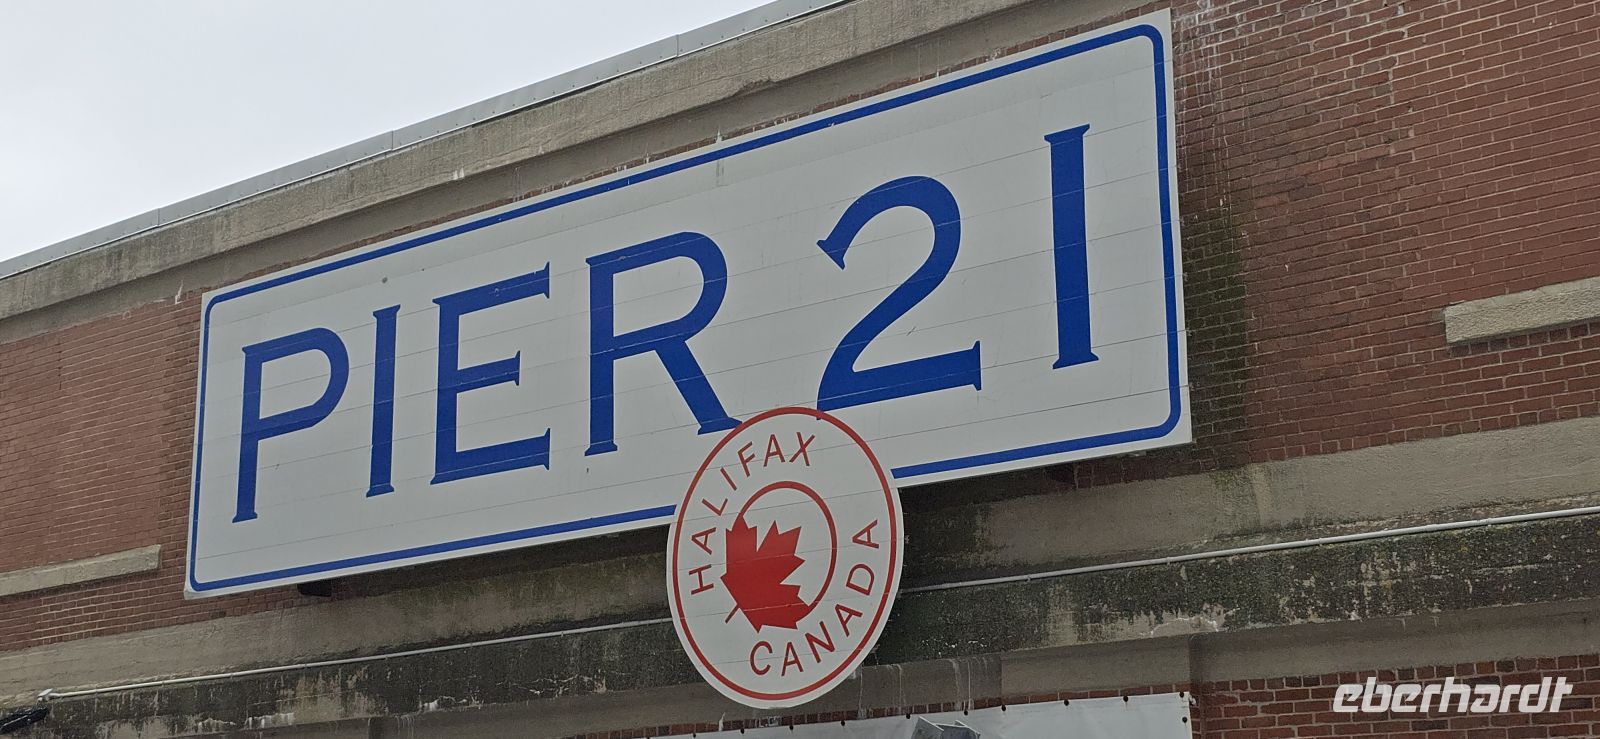 PIER 21
HALIFAX
CANADA
eberhardt